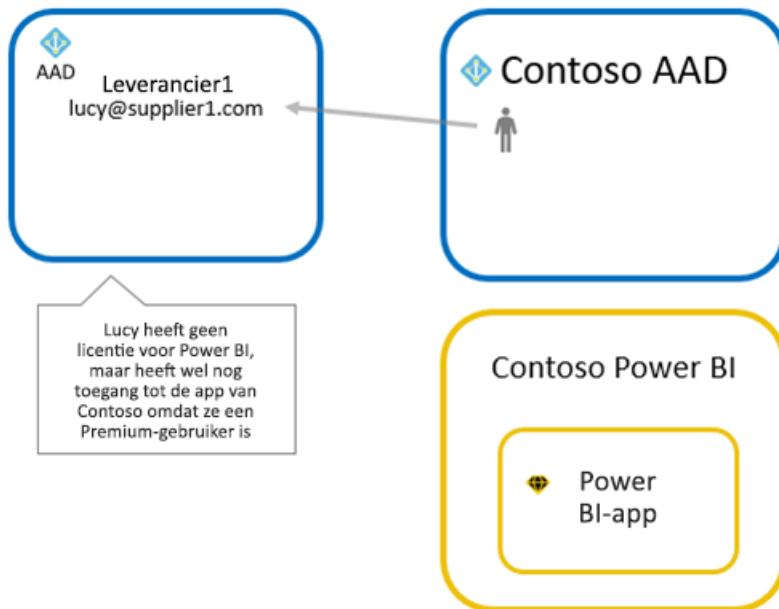 AAD
Leverancier1
lucy@supplier1.com
Contoso AAD
Lucy heeft geen
licentie voor Power BI,
maar heeft wel nog
toegang tot de app van
Contoso omdat ze een
Premium-gebruiker is
Contoso Power BI
Power
BI-app